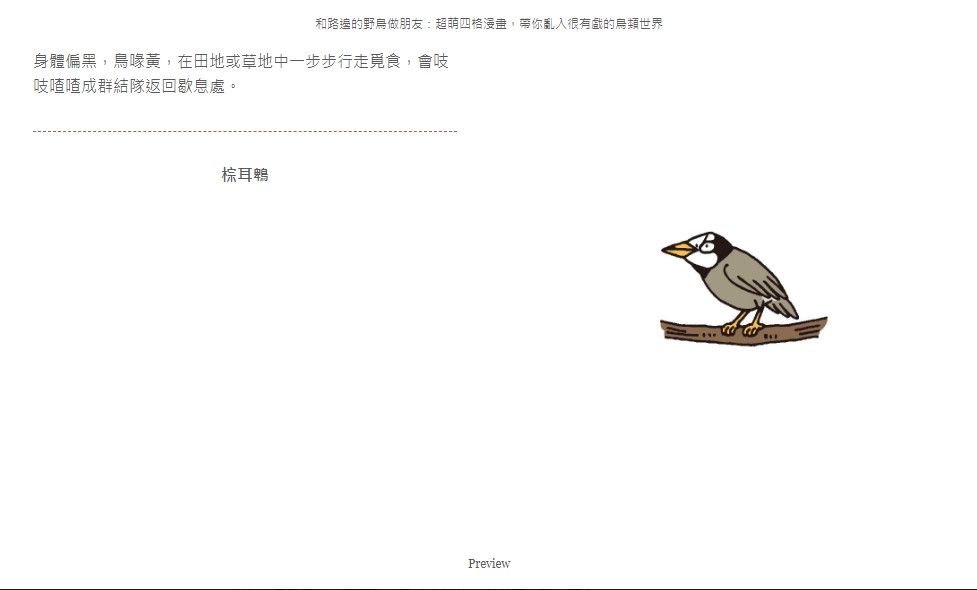 和路邊的野鳥做朋友：超萌四格漫畫，帶你亂入很有戲的鳥類世界
身體偏黑，鳥喙黃，在田地或草地中一步步行走覓食，會吱
吱喳喳成群結隊返回歇息處。
棕耳鵯
Preview